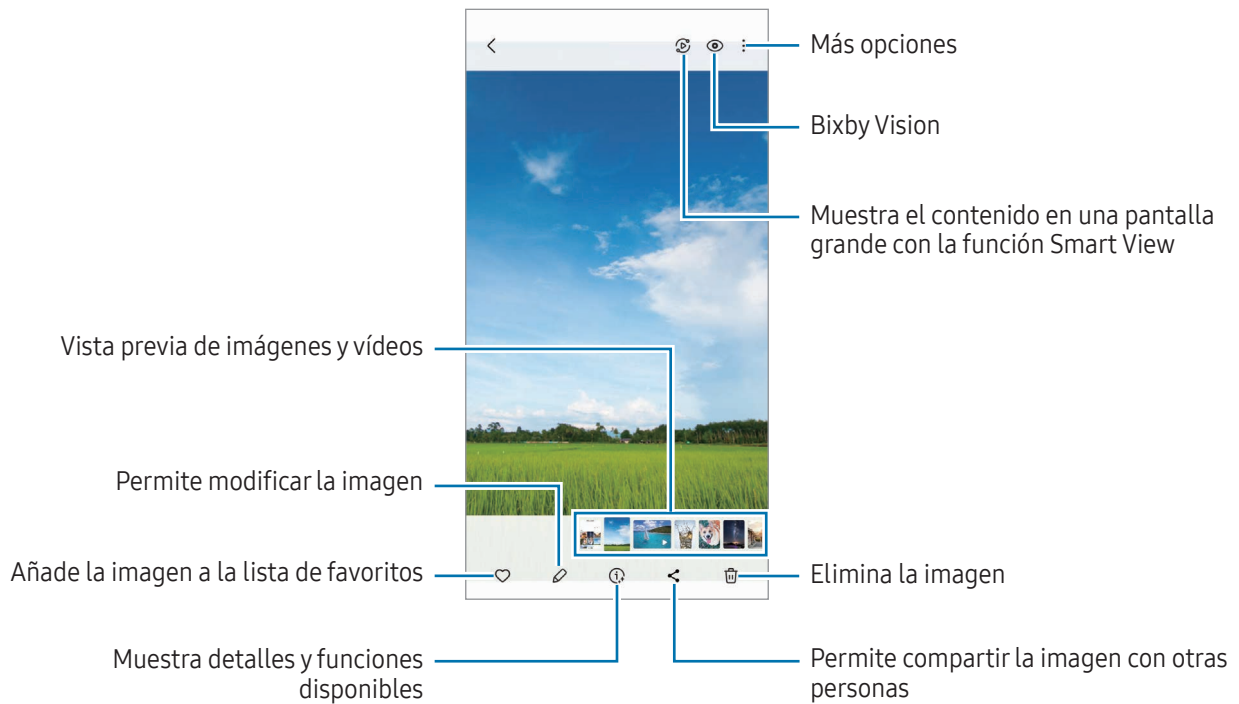 Más opciones
Bixby Vision
Muestra el contenido en una pantalla
grande con la función Smart View
Vista previa de imágenes y vídeos
Permite modificar la imagen
Añade la imagen a la lista de favoritos
Elimina la imagen
Muestra detalles y funciones
disponibles
Permite compartir la imagen con otras
personas